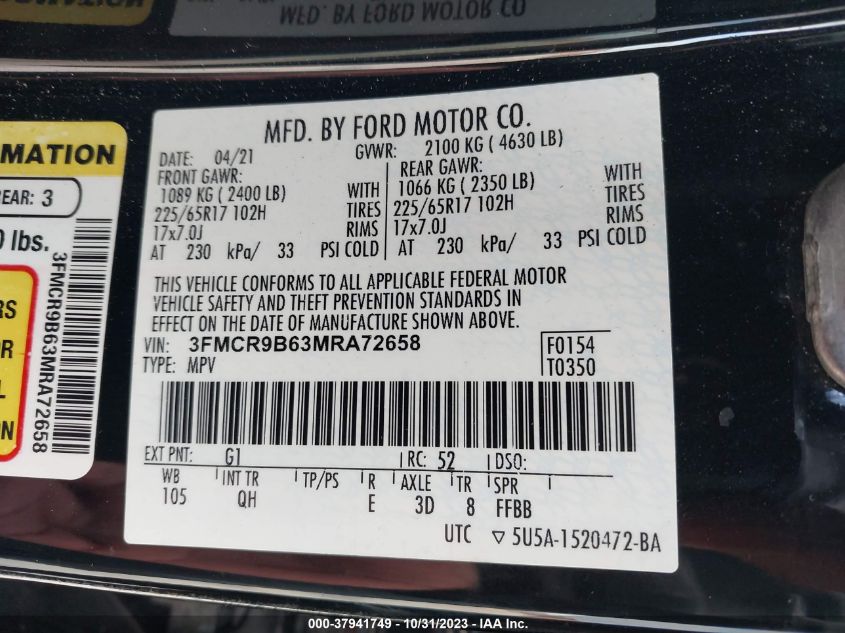 MFD. BY FORD MOTOR CO
MFD. BY FORD MOTOR CO.
DATE: 04/21 GVWR: 2100 KG ( 4630 LB)
FRONT GAWR: REAR GAWR:
1089 KG ( 2400 LB) WITH 1066 KG ( 2350 LB) WITH
225/65R17 102H TIRES 225/65R17 102H TIRES
17x7.0J RIMS 17x7.0J RIMS
AT 230 kPa/ 33 PSI COLD AT 230 kPa/ 33 PSI COLD
THIS VEHICLE CONFORMS TO ALL APPLICABLE FEDERAL MOTOR
VEHICLE SAFETY AND THEFT PREVENTION STANDARDS IN
EFFECT ON THE DATE OF MANUFACTURE SHOWN ABOVE.
VIN: 3FMCR9B63MRA72658 F0154
TYPE: MPV T0350
EXT PNT: G1 RC: 52 DSO:
WB INT TR TP/PS R AXLE TR SPR
105 QH E 3D 8 FFBB
UTC ▽ 5U5A-1520472-BA
MATION
EAR: 3
0 lbs.
3FMCR9B63MRA72658
RS
OR
L
ON
000-37941749 - 10/31/2023 - IAA Inc.